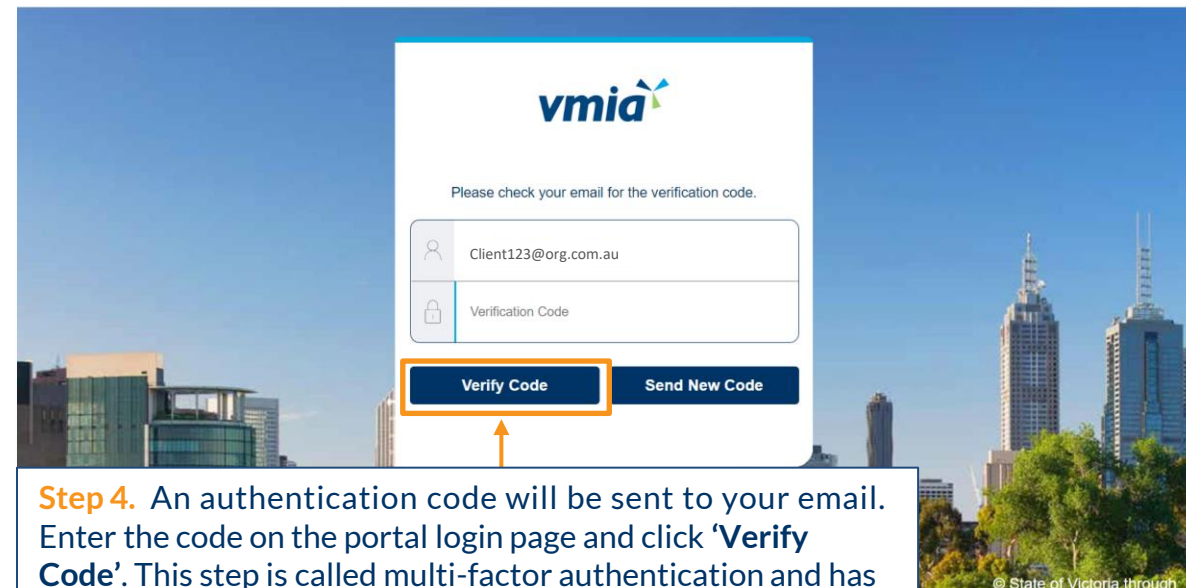 vmia
Please check your email for the verification code.
Client123@org.com.au
Verification Code
Verify Code
Send New Code
Step 4. An authentication code will be sent to your email.
Enter the code on the portal login page and click ‘Verify
Code’. This step is called multi-factor authentication and has
© State of Victoria through